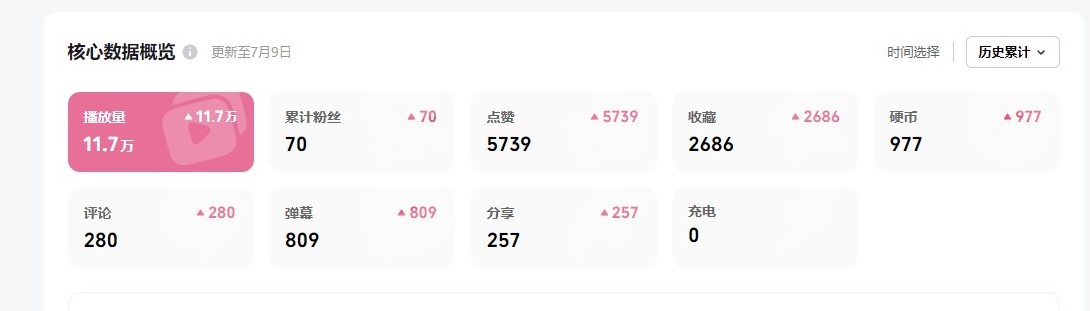 核心数据概览 更新至7月9日 时间选择 历史累计
播放量 ▲11.7万 累计粉丝 ▲70 点赞 ▲5739 收藏 ▲2686 硬币 ▲977
11.7万 70 5739 2686 977
评论 ▲280 弹幕 ▲809 分享 ▲257 充电
280 809 257 0